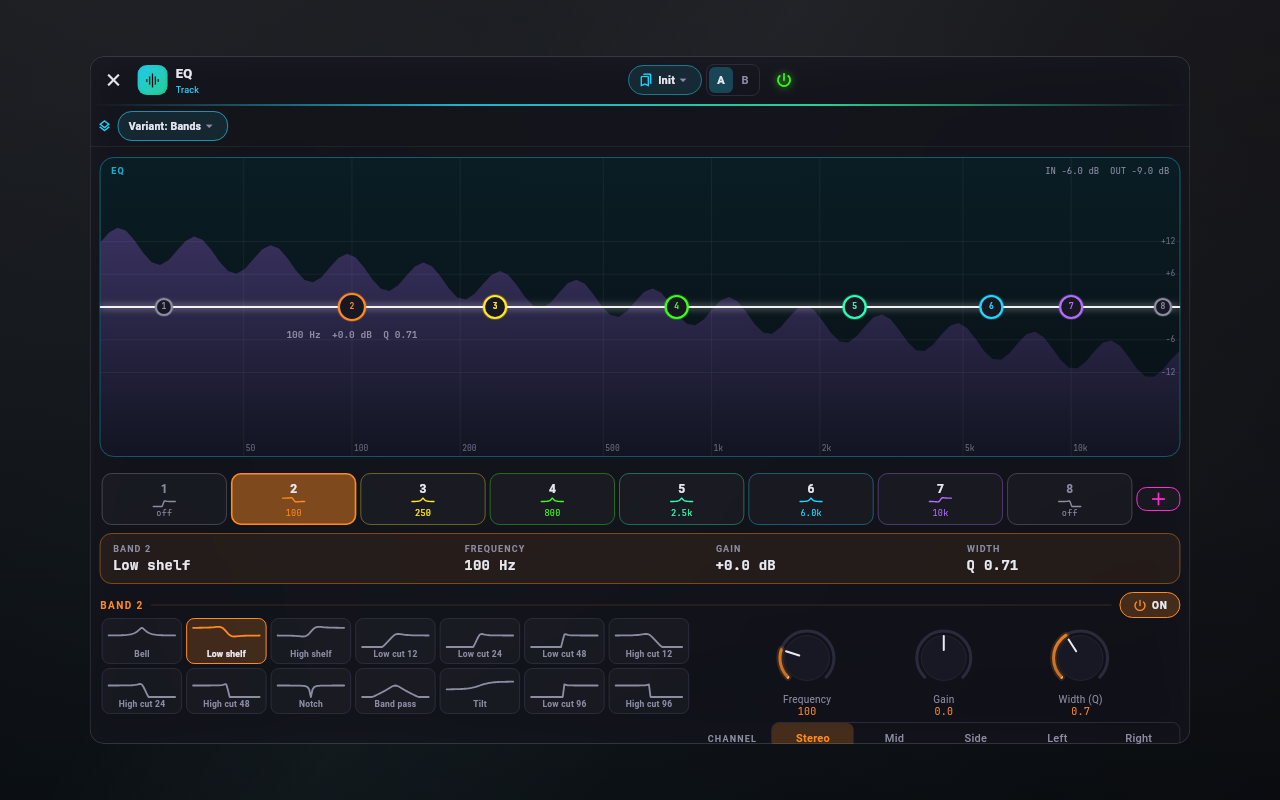 EQ
Track
Init
A B
Variant: Bands
EQ
IN -6.0 dB OUT -9.0 dB
+12
+6
1 2 3 4 5 6 7 8
100 Hz +0.0 dB Q 0.71
-6
-12
50 100 200 500 1k 2k 5k 10k
1 2 3 4 5 6 7 8
off 100 250 800 2.5k 6.0k 10k off
BAND 2 FREQUENCY GAIN WIDTH
Low shelf 100 Hz +0.0 dB Q 0.71
BAND 2
ON
Bell Low shelf High shelf Low cut 12 Low cut 24 Low cut 48 High cut 12
High cut 24 High cut 48 Notch Band pass Tilt Low cut 96 High cut 96
Frequency Gain Width (Q)
100 0.0 0.7
CHANNEL Stereo Mid Side Left Right